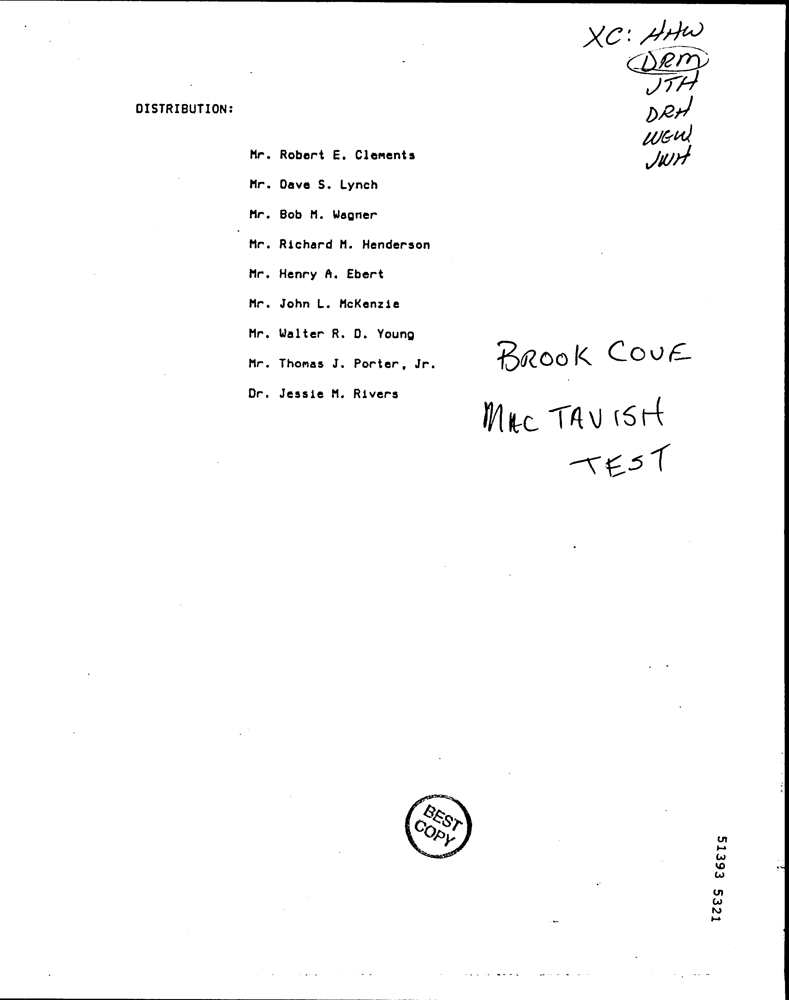 XC: HHW
DRM
JTH
DRH
WGW
JWH
DISTRIBUTION:
Mr. Robert E. Clements
Mr. Dave S. Lynch
Mr. Bob M. Wagner
Mr. Richard M. Henderson
Mr. Henry A. Ebert
Mr. John L. McKenzie
Mr. Walter R. D. Young
Mr. Thomas J. Porter, Jr.
Dr. Jessie M. Rivers
BROOK COVE
MAC TAVISH
TEST
BEST
COPY
51393 5321